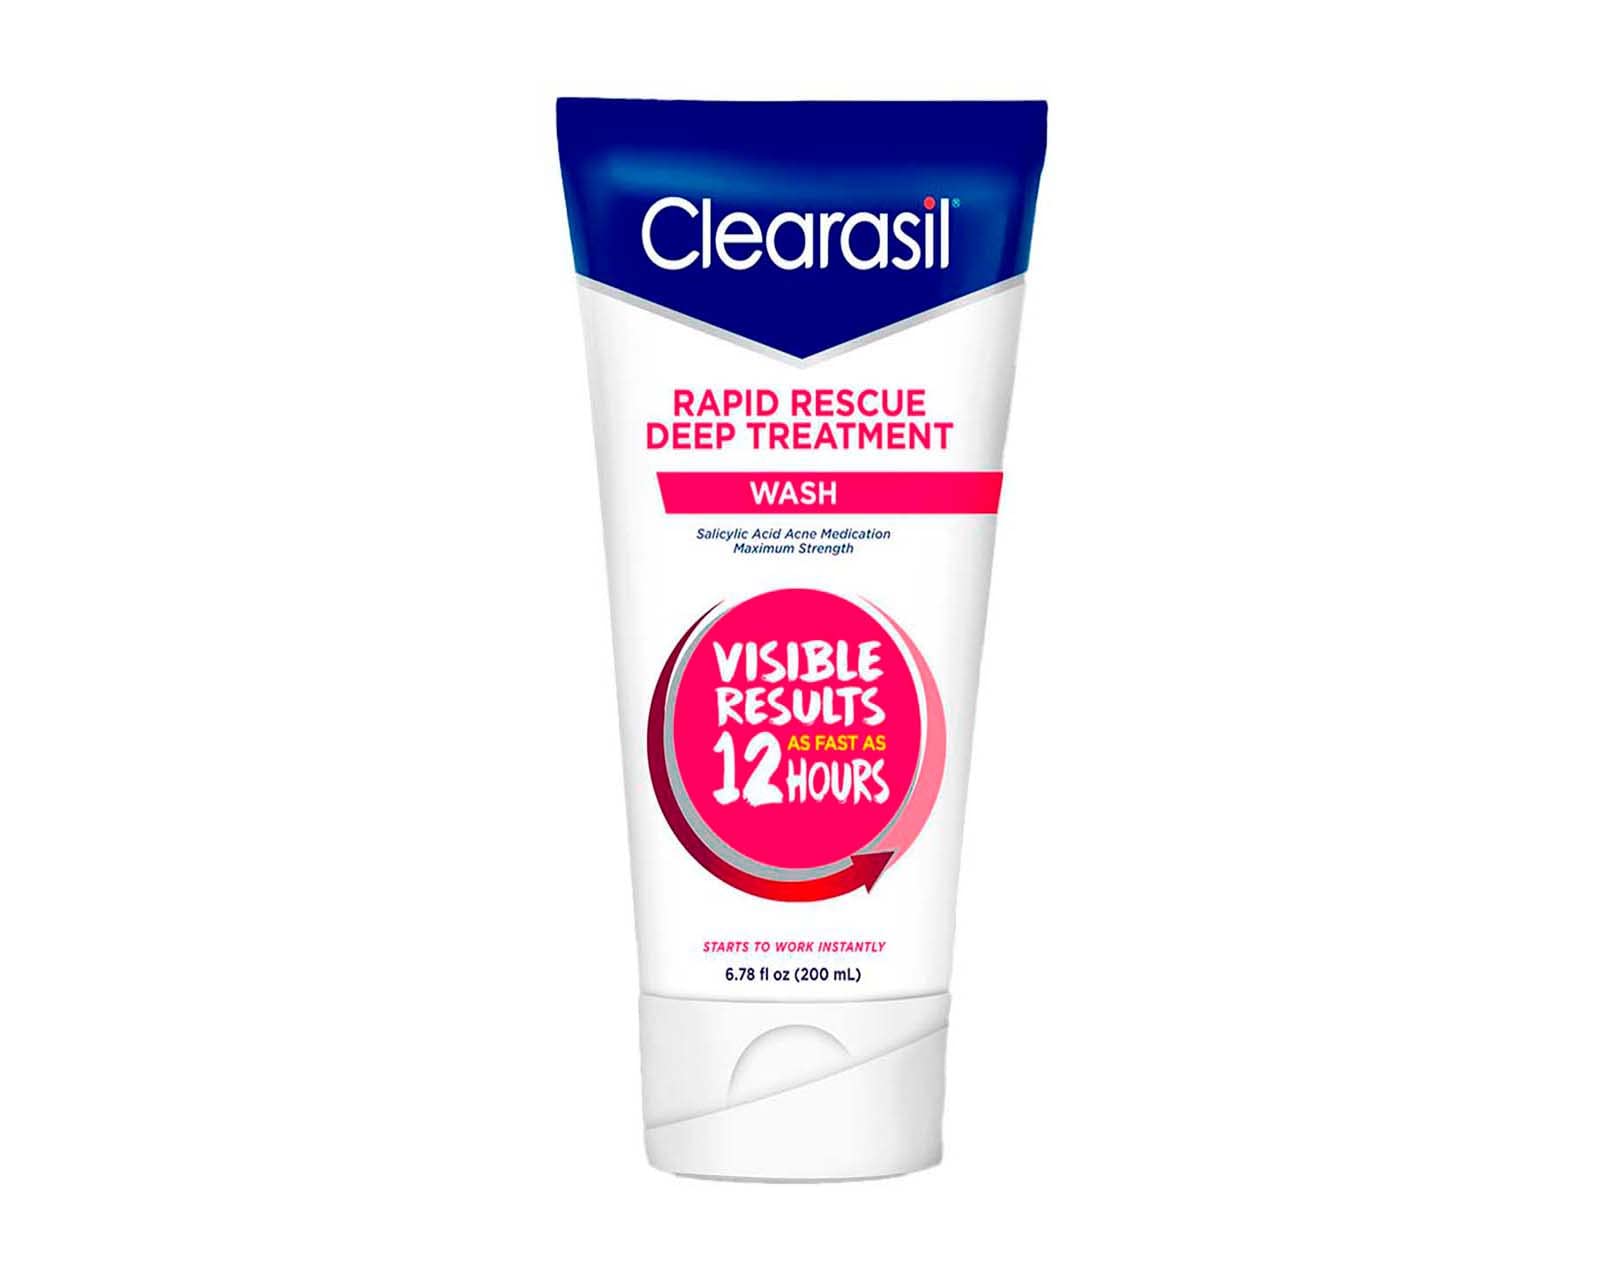 Clearasil®
RAPID RESCUE
DEEP TREATMENT
WASH
Salicylic Acid Acne Medication
Maximum Strength
VISIBLE
RESULTS
AS FAST AS
12 HOURS
STARTS TO WORK INSTANTLY
6.78 fl oz (200 mL)